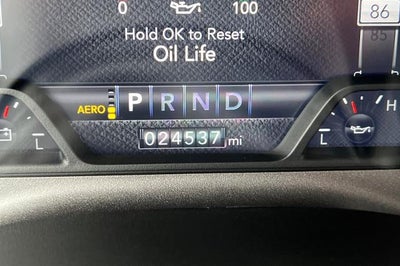 0 100
Hold OK to Reset
Oil Life
86
85
AERO P R N D
024537 mi
L
L H